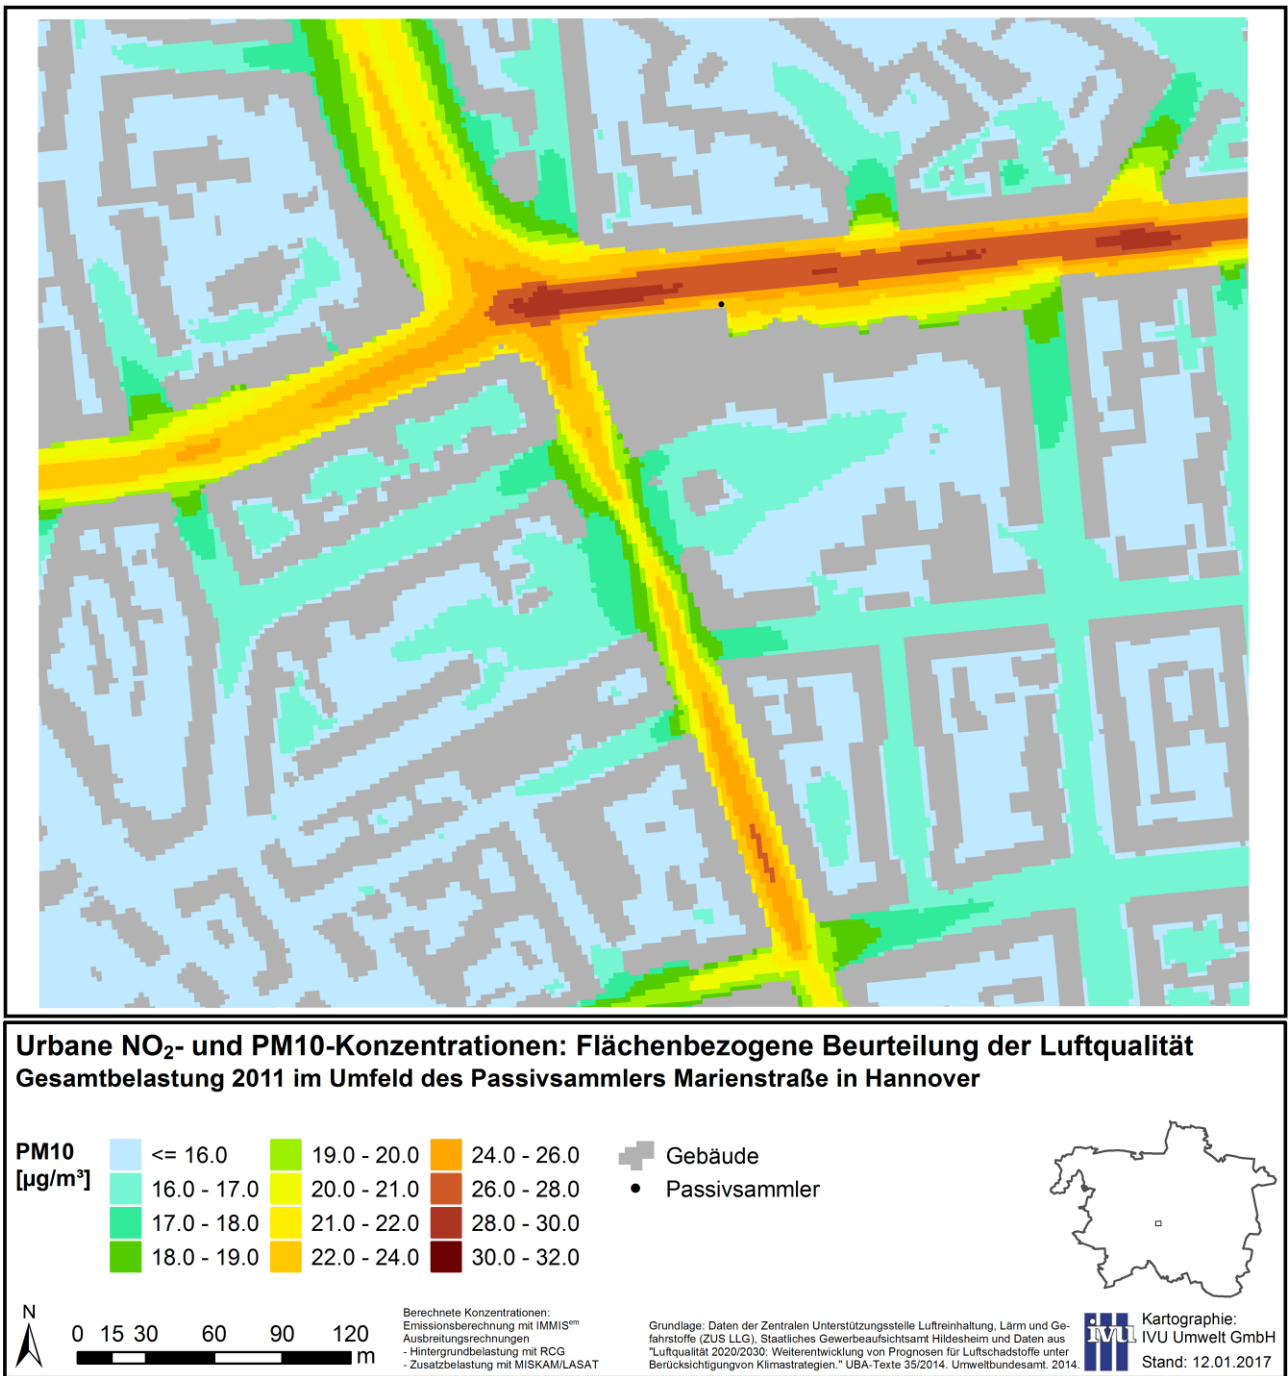 Urbane NO₂- und PM10-Konzentrationen: Flächenbezogene Beurteilung der Luftqualität
Gesamtbelastung 2011 im Umfeld des Passivsammlers Marienstraße in Hannover
PM10
[µg/m³]
<= 16.0
16.0 - 17.0
17.0 - 18.0
18.0 - 19.0
19.0 - 20.0
20.0 - 21.0
21.0 - 22.0
22.0 - 24.0
24.0 - 26.0
26.0 - 28.0
28.0 - 30.0
30.0 - 32.0
Gebäude
Passivsammler
N
0 15 30 60 90 120
m
Berechnete Konzentrationen:
Emissionsberechnung mit IMMISᵉᵐ
Ausbreitungsrechnungen
- Hintergrundbelastung mit RCG
- Zusatzbelastung mit MISKAM/LASAT
Grundlage: Daten der Zentralen Unterstützungsstelle Luftreinhaltung, Lärm und Ge-
fahrstoffe (ZUS LLG), Staatliches Gewerbeaufsichtsamt Hildesheim und Daten aus
"Luftqualität 2020/2030: Weiterentwicklung von Prognosen für Luftschadstoffe unter
Berücksichtigungvon Klimastrategien." UBA-Texte 35/2014. Umweltbundesamt. 2014.
ivu
Kartographie:
IVU Umwelt GmbH
Stand: 12.01.2017